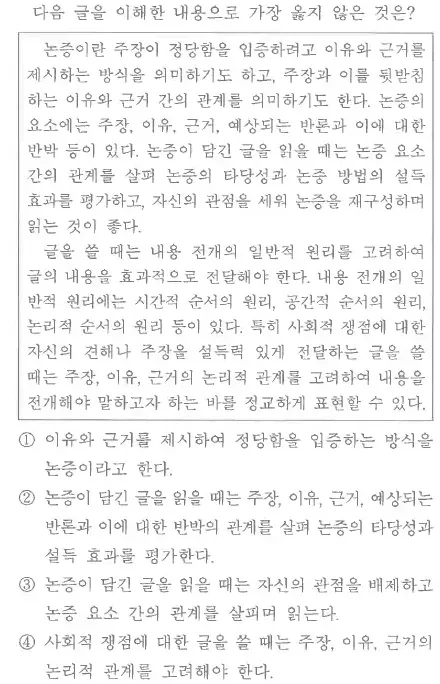 다음 글을 이해한 내용으로 가장 옳지 않은 것은?
논증이란 주장이 정당함을 입증하려고 이유와 근거를
제시하는 방식을 의미하기도 하고, 주장과 이를 뒷받침
하는 이유와 근거 간의 관계를 의미하기도 한다. 논증의
요소에는 주장, 이유, 근거, 예상되는 반론과 이에 대한
반박 등이 있다. 논증이 담긴 글을 읽을 때는 논증 요소
간의 관계를 살펴 논증의 타당성과 논증 방법의 설득
효과를 평가하고, 자신의 관점을 세워 논증을 재구성하며
읽는 것이 좋다.
글을 쓸 때는 내용 전개의 일반적 원리를 고려하여
글의 내용을 효과적으로 전달해야 한다. 내용 전개의 일
반적 원리에는 시간적 순서의 원리, 공간적 순서의 원리,
논리적 순서의 원리 등이 있다. 특히 사회적 쟁점에 대한
자신의 견해나 주장을 설득력 있게 전달하는 글을 쓸
때는 주장, 이유, 근거의 논리적 관계를 고려하여 내용을
전개해야 말하고자 하는 바를 정교하게 표현할 수 있다.
① 이유와 근거를 제시하여 정당함을 입증하는 방식을
논증이라고 한다.
② 논증이 담긴 글을 읽을 때는 주장, 이유, 근거, 예상되는
반론과 이에 대한 반박의 관계를 살펴 논증의 타당성과
설득 효과를 평가한다.
③ 논증이 담긴 글을 읽을 때는 자신의 관점을 배제하고
논증 요소 간의 관계를 살피며 읽는다.
④ 사회적 쟁점에 대한 글을 쓸 때는 주장, 이유, 근거의
논리적 관계를 고려해야 한다.